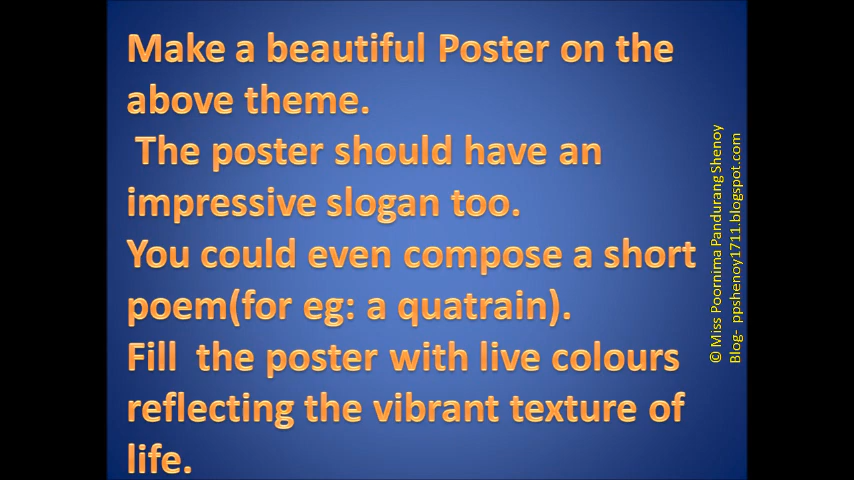 Make a beautiful Poster on the
above theme.
The poster should have an
impressive slogan too.
You could even compose a short
poem(for eg: a quatrain).
Fill the poster with live colours
reflecting the vibrant texture of
life.
© Miss Poornima Pandurang Shenoy
Blog- ppshenoy1711.blogspot.com